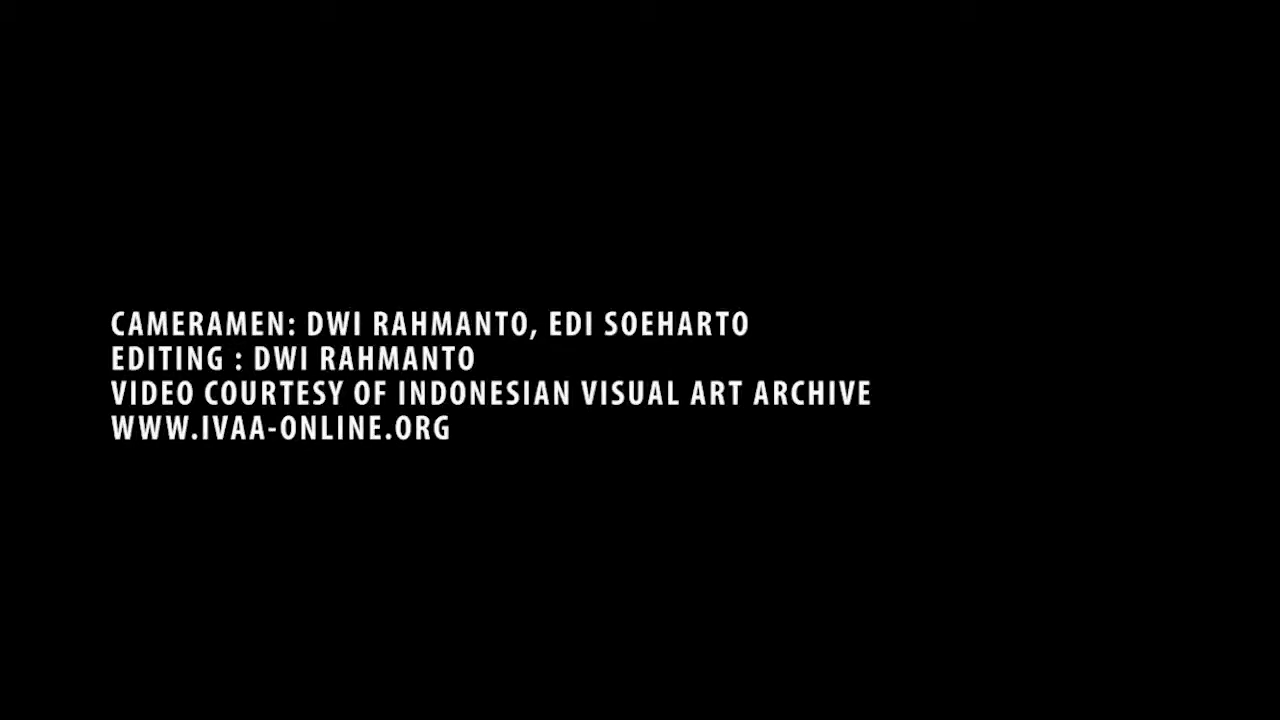 CAMERAMEN: DWI RAHMANTO, EDI SOEHARTO
EDITING : DWI RAHMANTO
VIDEO COURTESY OF INDONESIAN VISUAL ART ARCHIVE
WWW.IVAA-ONLINE.ORG